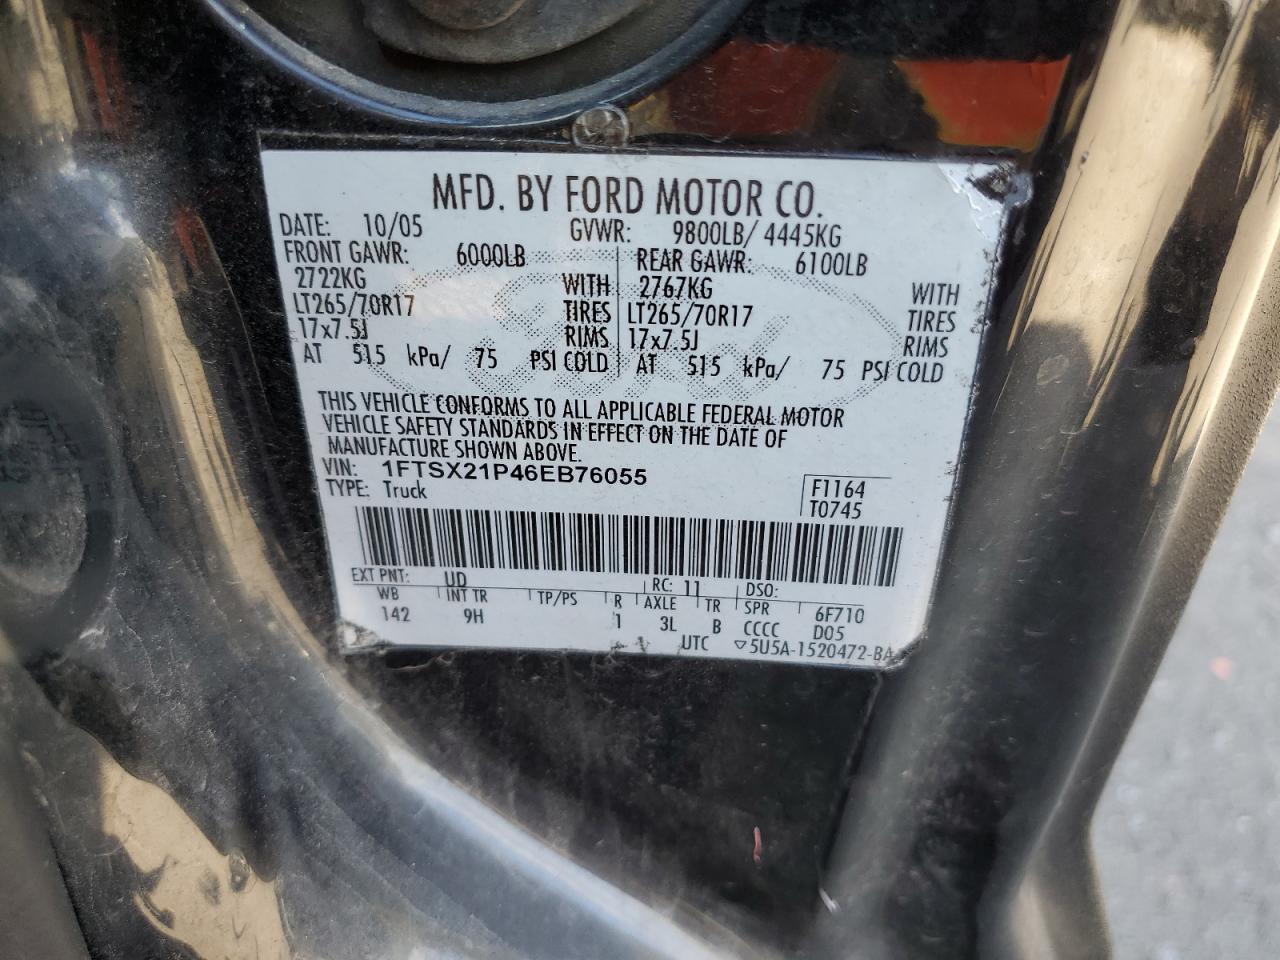 MFD. BY FORD MOTOR CO.
DATE: 10/05 GVWR: 9800LB/ 4445KG
FRONT GAWR: 6000LB REAR GAWR: 6100LB
2722KG WITH 2767KG WITH
LT265/70R17 TIRES LT265/70R17 TIRES
17x7.5J RIMS 17x7.5J RIMS
AT 515 kPa/ 75 PSI COLD AT 515 kPa/ 75 PSI COLD
THIS VEHICLE CONFORMS TO ALL APPLICABLE FEDERAL MOTOR
VEHICLE SAFETY STANDARDS IN EFFECT ON THE DATE OF
MANUFACTURE SHOWN ABOVE.
VIN: 1FTSX21P46EB76055
TYPE: Truck F1164
T0745
EXT PNT: UD RC: 11 DSO:
WB INT TR TP/PS R AXLE TR SPR 6F710
142 9H 1 3L B CCCC D05
UTC ▽5U5A-1520472-BA